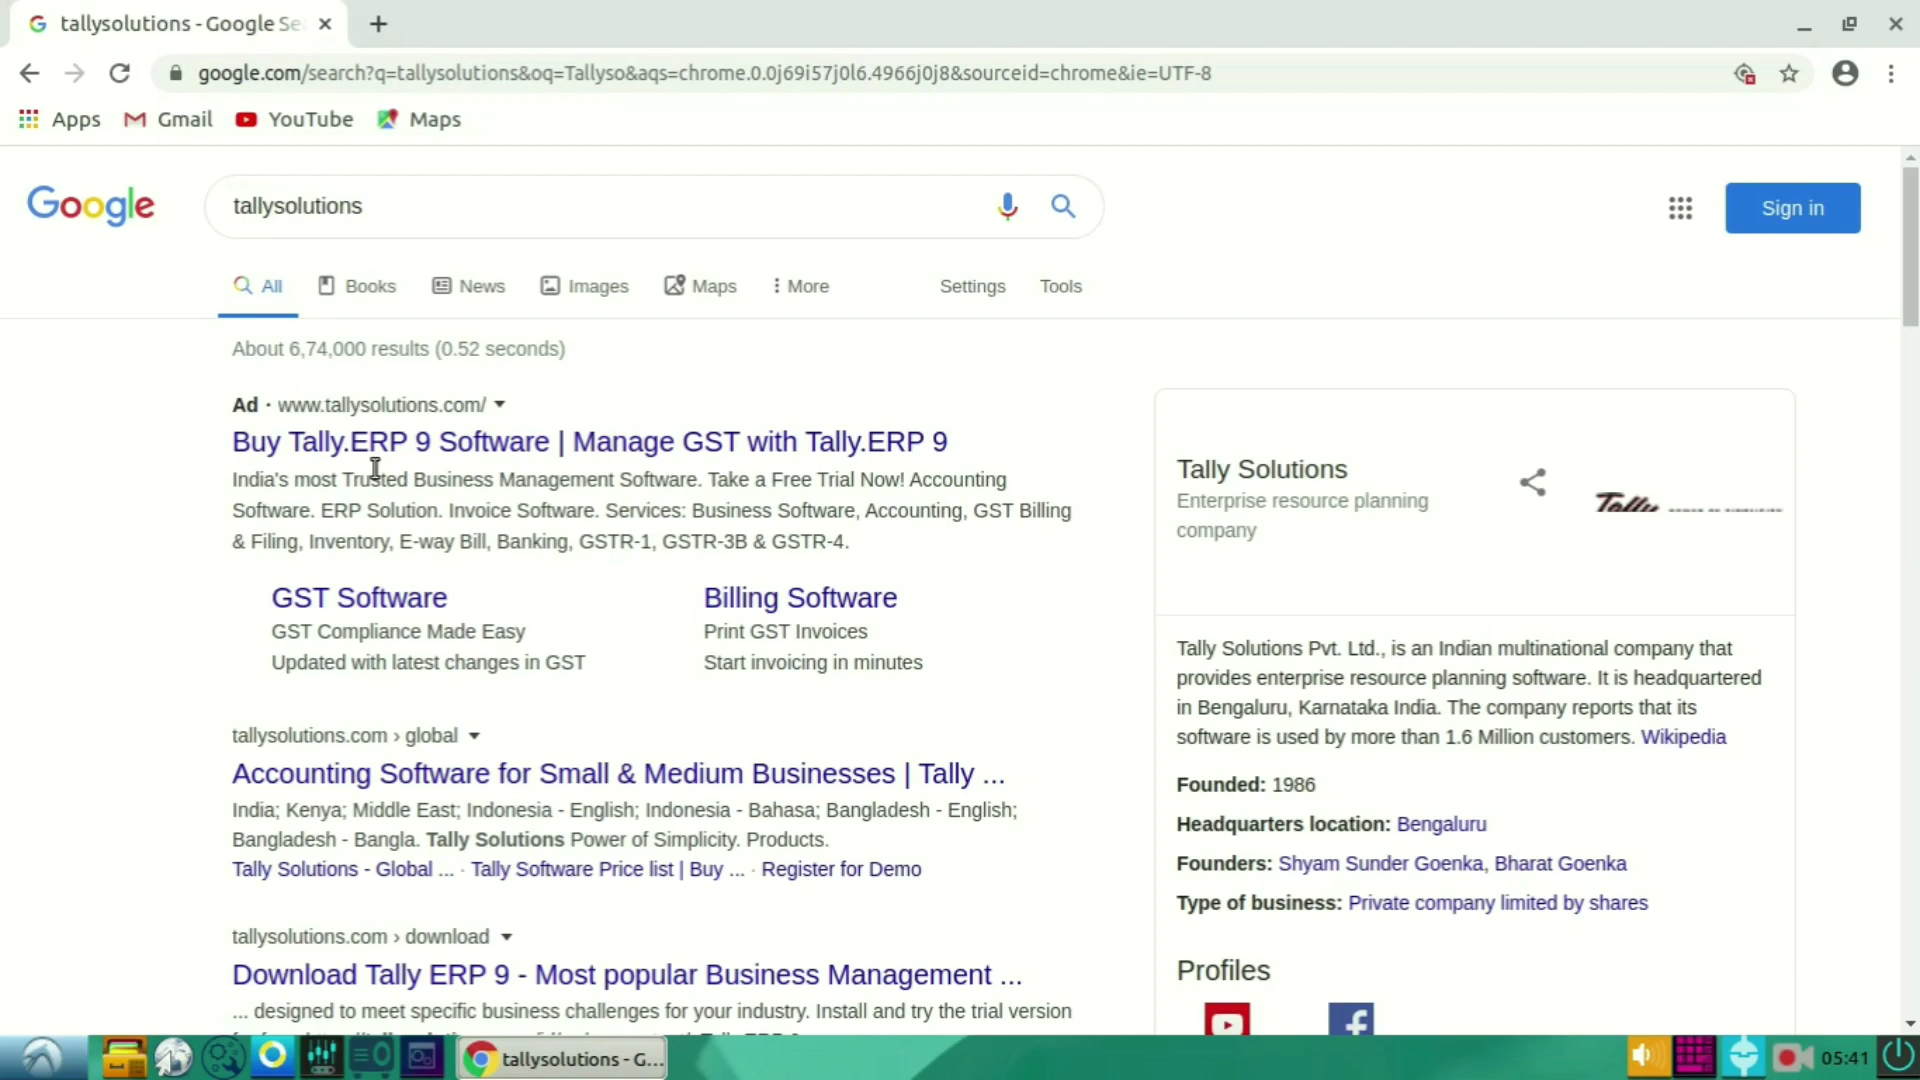 tallysolutions - Google Se
google.com/search?q=tallysolutions&oq=Tallyso&aqs=chrome.0.0j69i57j0l6.4966j0j8&sourceid=chrome&ie=UTF-8
Apps Gmail YouTube Maps
Google tallysolutions Sign in
All Books News Images Maps More Settings Tools
About 6,74,000 results (0.52 seconds)
Ad · www.tallysolutions.com/
Buy Tally.ERP 9 Software | Manage GST with Tally.ERP 9
India's most Trusted Business Management Software. Take a Free Trial Now! Accounting
Software. ERP Solution. Invoice Software. Services: Business Software, Accounting, GST Billing
& Filing, Inventory, E-way Bill, Banking, GSTR-1, GSTR-3B & GSTR-4.
GST Software
GST Compliance Made Easy
Updated with latest changes in GST
Billing Software
Print GST Invoices
Start invoicing in minutes
tallysolutions.com › global
Accounting Software for Small & Medium Businesses | Tally ...
India; Kenya; Middle East; Indonesia - English; Indonesia - Bahasa; Bangladesh - English;
Bangladesh - Bangla. Tally Solutions Power of Simplicity. Products.
Tally Solutions - Global ... · Tally Software Price list | Buy ... · Register for Demo
tallysolutions.com › download
Download Tally ERP 9 - Most popular Business Management ...
... designed to meet specific business challenges for your industry. Install and try the trial version
Tally Solutions
Enterprise resource planning
company
Tally
Tally Solutions Pvt. Ltd., is an Indian multinational company that
provides enterprise resource planning software. It is headquartered
in Bengaluru, Karnataka India. The company reports that its
software is used by more than 1.6 Million customers. Wikipedia
Founded: 1986
Headquarters location: Bengaluru
Founders: Shyam Sunder Goenka, Bharat Goenka
Type of business: Private company limited by shares
Profiles
tallysolutions - G...
05:41